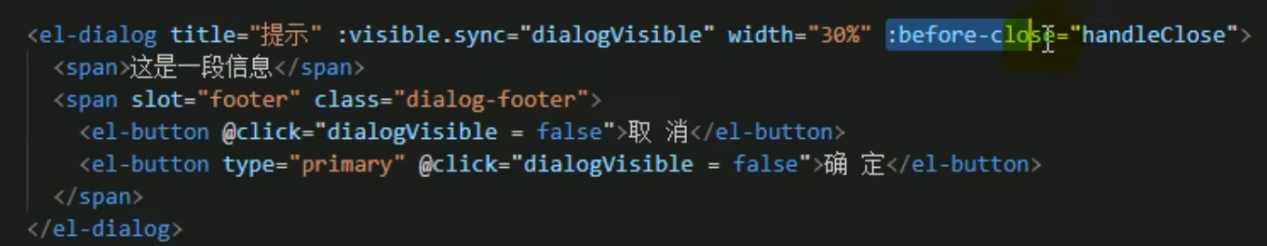 <el-dialog title="提示" :visible.sync="dialogVisible" width="30%" :before-close="handleClose">
<span>这是一段信息</span>
<span slot="footer" class="dialog-footer">
<el-button @click="dialogVisible = false">取 消</el-button>
<el-button type="primary" @click="dialogVisible = false">确 定</el-button>
</span>
</el-dialog>